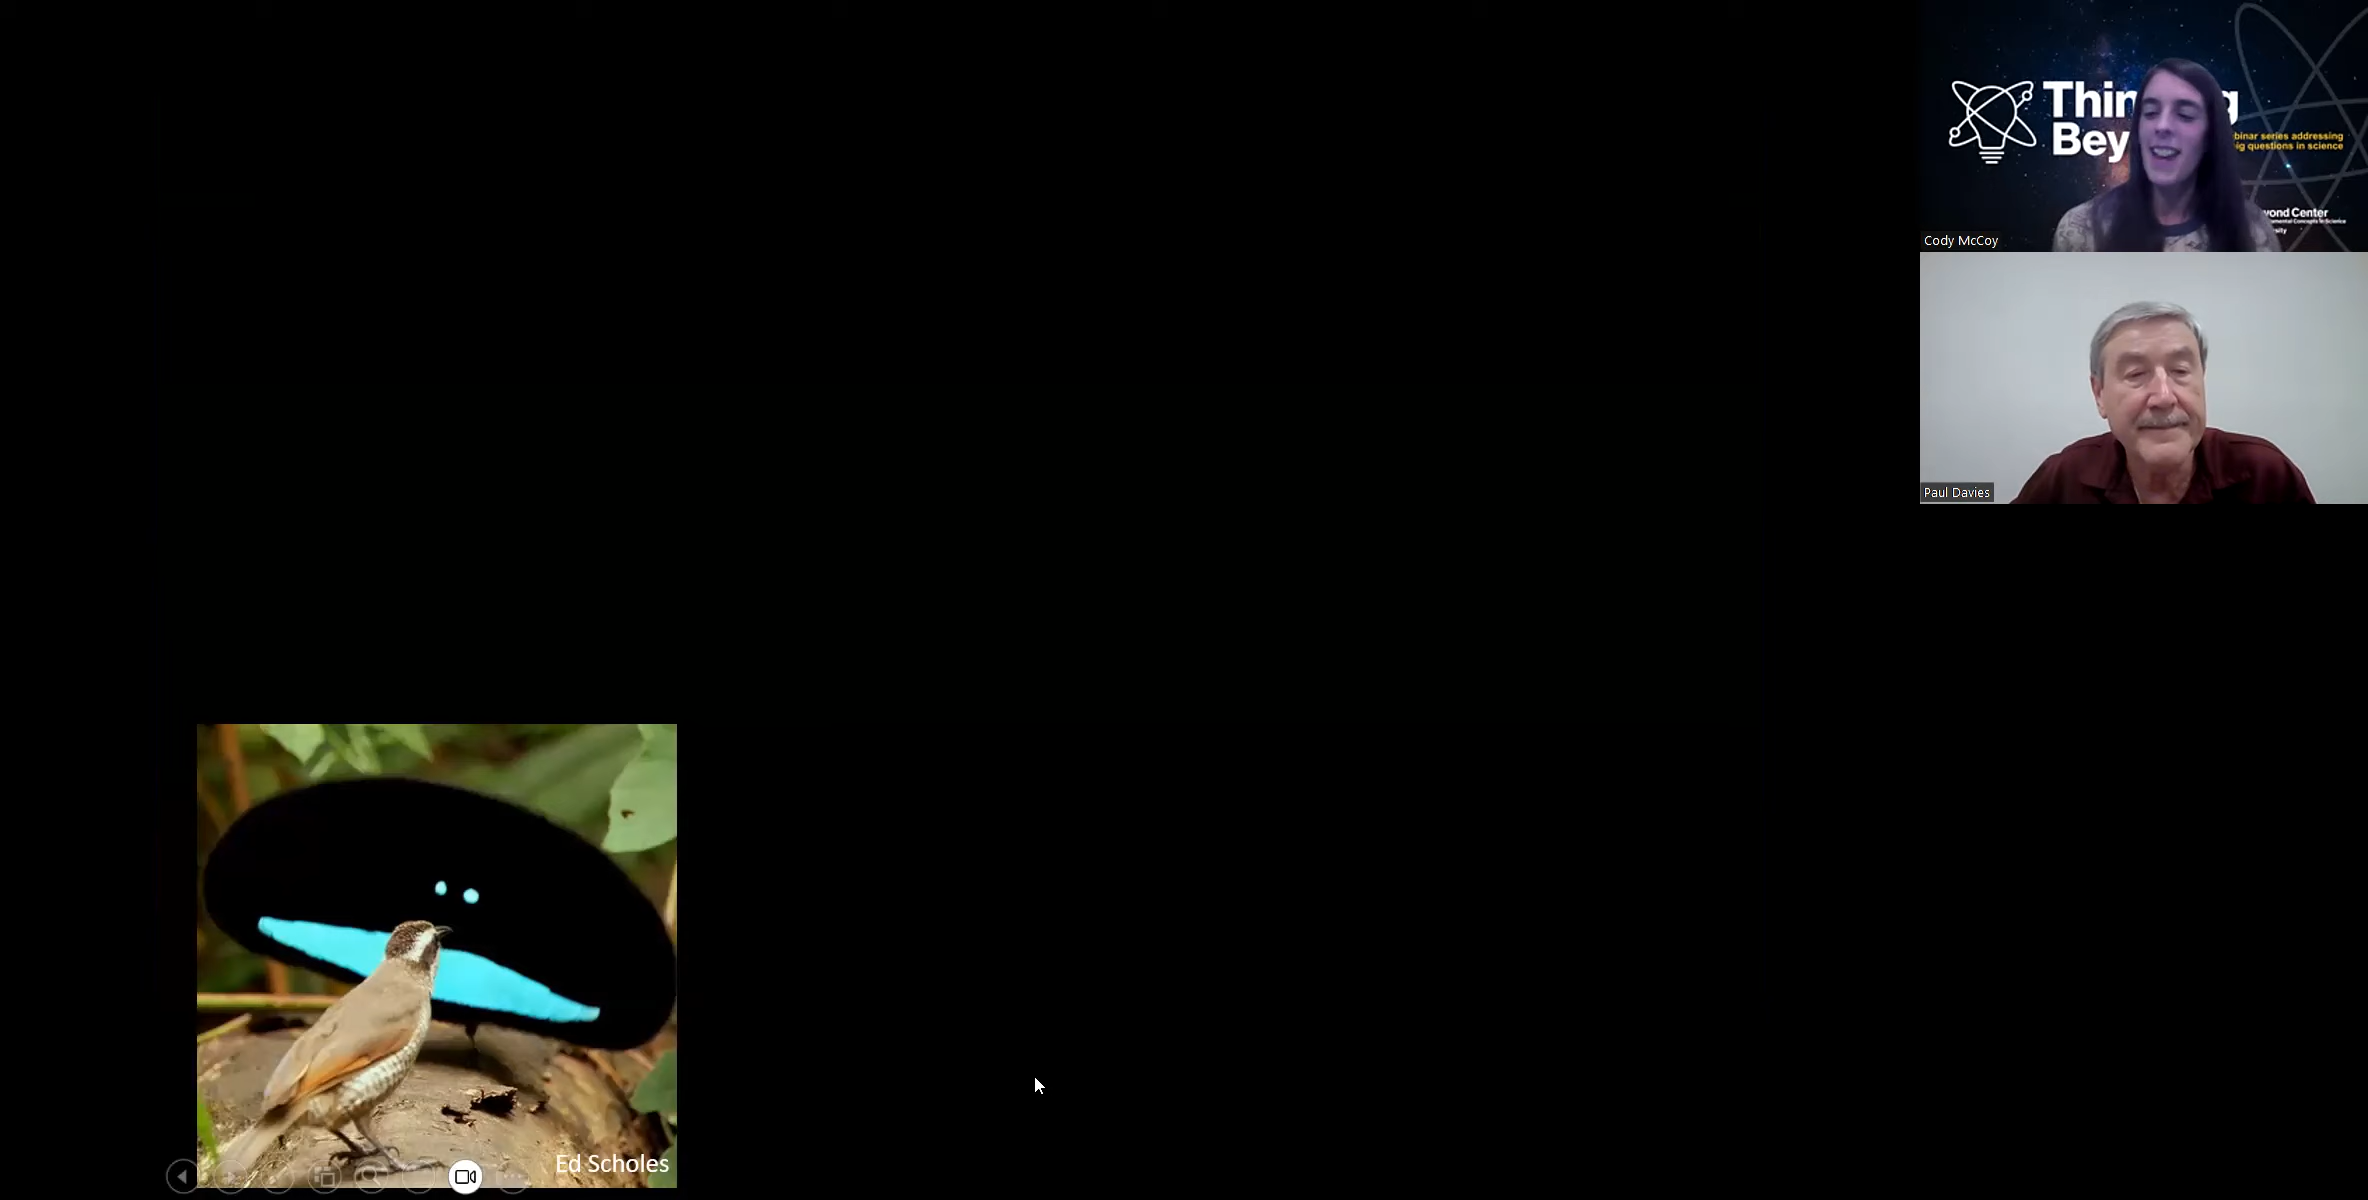 Thin g
Bey
binar series addressing
ig questions in science
yond Center
Cody McCoy
Paul Davies
Ed Scholes